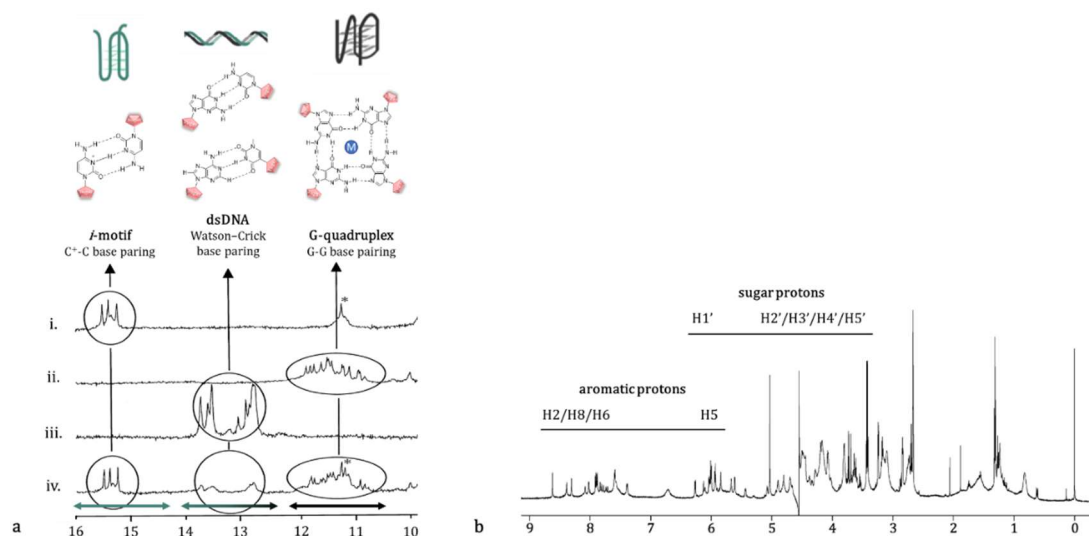 M
i-motif
C⁺-C base paring
dsDNA
Watson–Crick
base paring
G-quadruplex
G-G base pairing
i.
*
ii.
iii.
iv.
*
16 15 14 13 12 11 10
a
sugar protons
H1′ H2′/H3′/H4′/H5′
aromatic protons
H2/H8/H6 H5
9 8 7 6 5 4 3 2 1 0
b